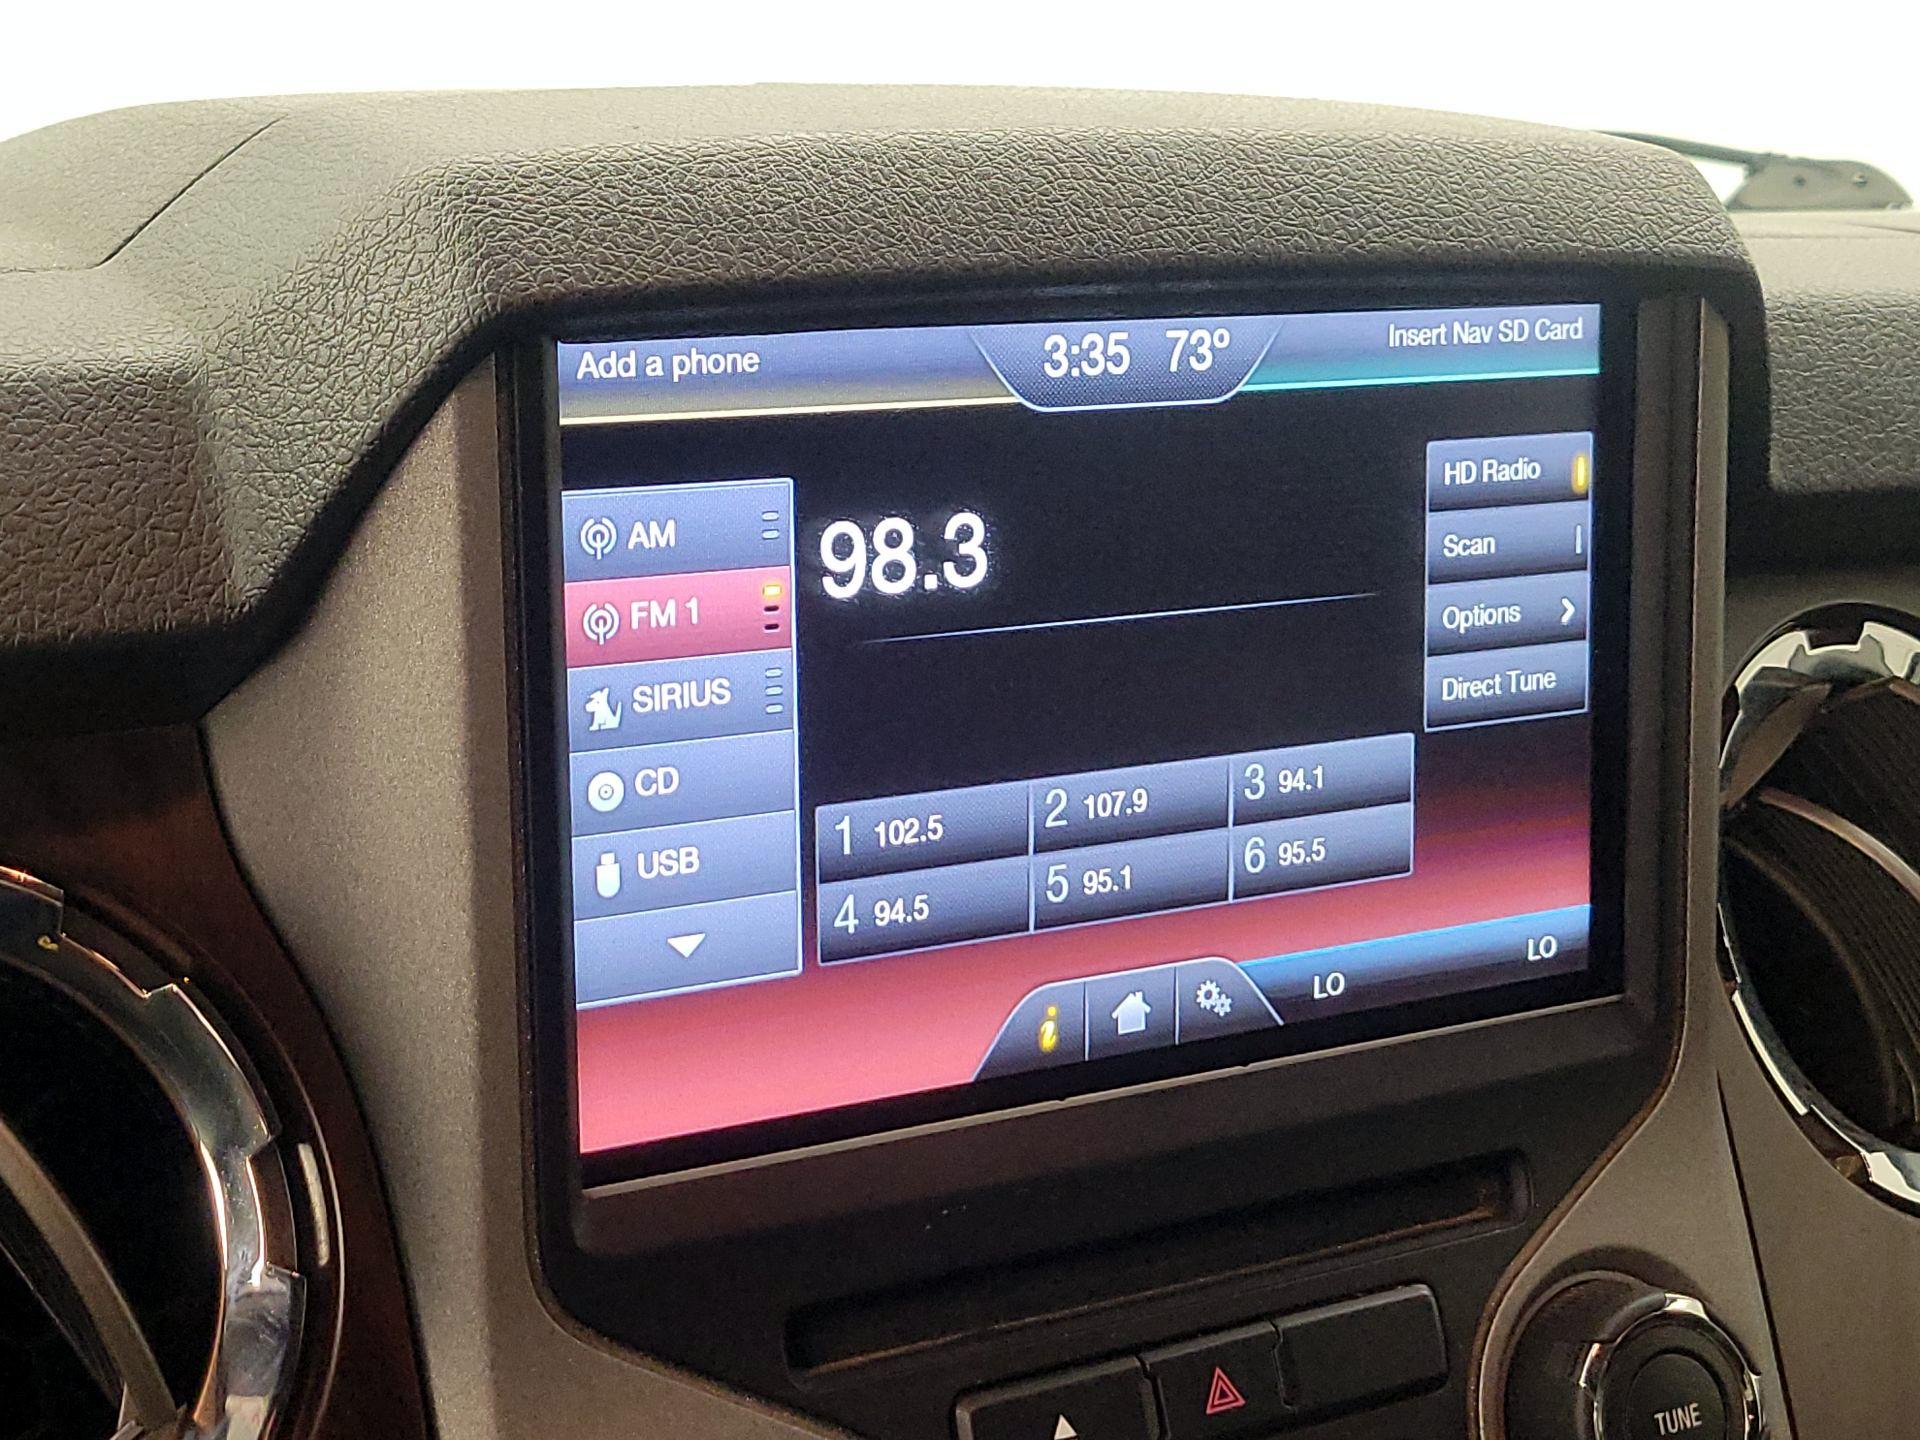 Add a phone
3:35 73°
Insert Nav SD Card
AM
FM 1
SIRIUS
CD
USB
98.3
HD Radio
Scan
Options
Direct Tune
1 102.5
2 107.9
3 94.1
4 94.5
5 95.1
6 95.5
i
LO
LO
TUNE